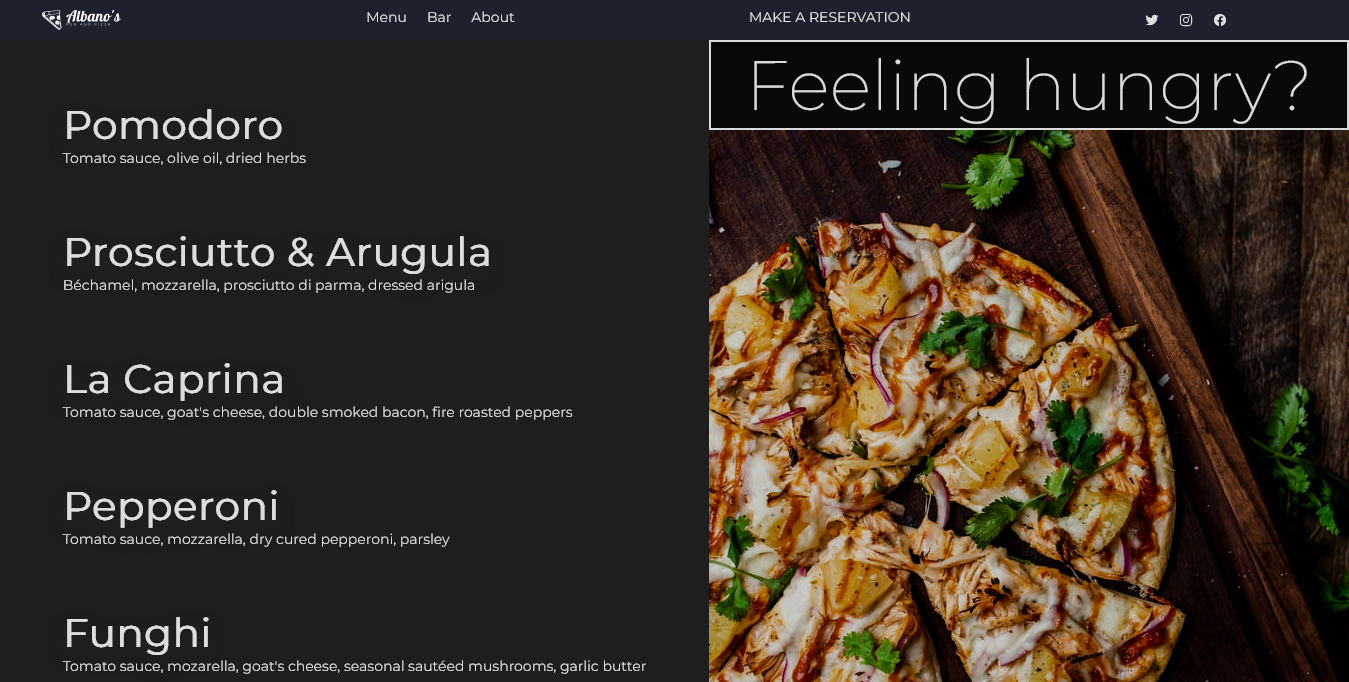 Albano's
Menu Bar About MAKE A RESERVATION
Feeling hungry?
Pomodoro
Tomato sauce, olive oil, dried herbs
Prosciutto & Arugula
Béchamel, mozzarella, prosciutto di parma, dressed arigula
La Caprina
Tomato sauce, goat's cheese, double smoked bacon, fire roasted peppers
Pepperoni
Tomato sauce, mozzarella, dry cured pepperoni, parsley
Funghi
Tomato sauce, mozarella, goat's cheese, seasonal sautéed mushrooms, garlic butter